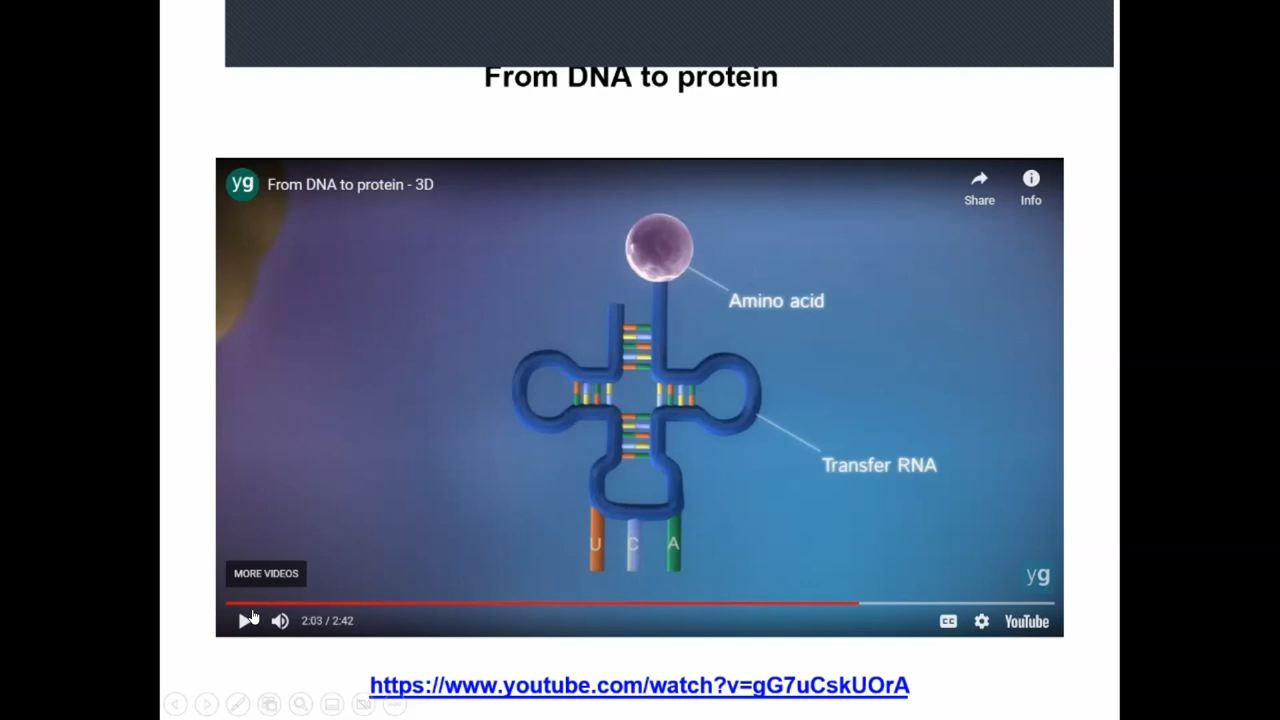 From DNA to protein
yg From DNA to protein - 3D
Share Info
Amino acid
Transfer RNA
U C A
MORE VIDEOS
yg
2:03 / 2:42
CC YouTube
https://www.youtube.com/watch?v=gG7uCskUOrA